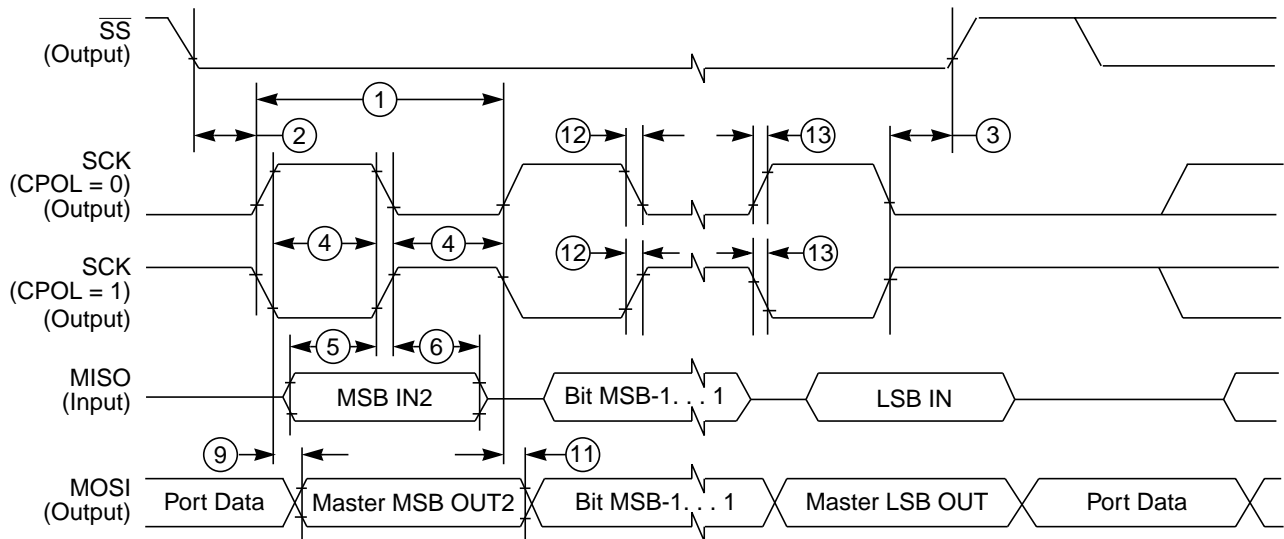 SS
(Output)
1
2
12
13
3
SCK
(CPOL = 0)
(Output)
4
4
SCK
(CPOL = 1)
(Output)
12
13
5
6
MISO
(Input)
MSB IN2
Bit MSB-1. . . 1
LSB IN
9
11
MOSI
(Output)
Port Data
Master MSB OUT2
Bit MSB-1. . . 1
Master LSB OUT
Port Data